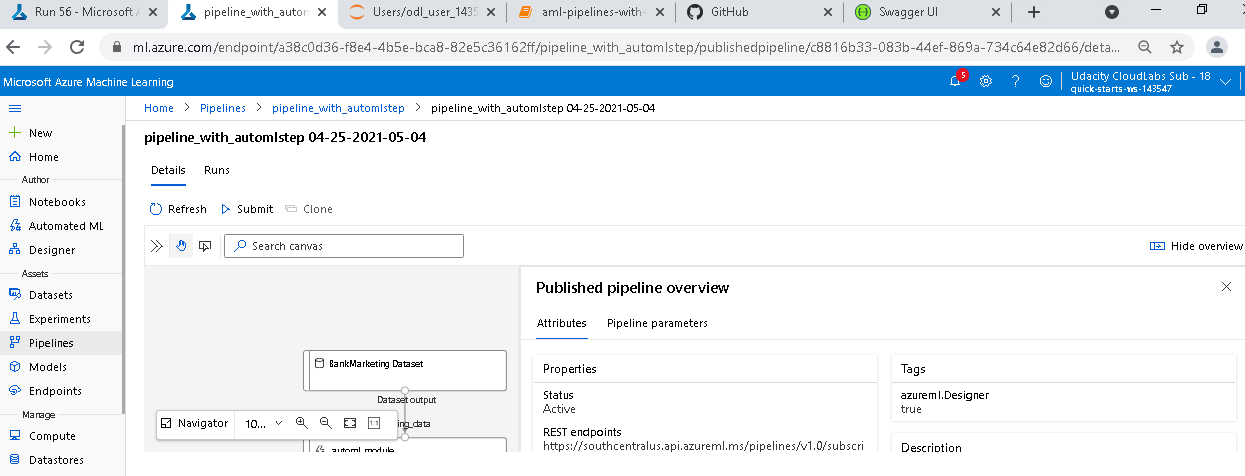 Run 56 - Microsoft A
pipeline_with_autom
Users/odl_user_1435
aml-pipelines-with-
GitHub
Swagger UI
ml.azure.com/endpoint/a38c0d36-f8e4-4b5e-bca8-82e5c36162ff/pipeline_with_automlstep/publishedpipeline/c8816b33-083b-44ef-869a-734c64e82d66/deta...
Microsoft Azure Machine Learning
5
Udacity CloudLabs Sub - 18
quick-starts-ws-143547
Home > Pipelines > pipeline_with_automlstep > pipeline_with_automlstep 04-25-2021-05-04
New
Home
Author
Notebooks
Automated ML
Designer
Assets
Datasets
Experiments
Pipelines
Models
Endpoints
Manage
Compute
Datastores
pipeline_with_automlstep 04-25-2021-05-04
Details Runs
Refresh Submit Clone
Search canvas
Hide overview
BankMarketing Dataset
Dataset output
ing_data
Navigator 10...
1:1
automl_module
Published pipeline overview
Attributes Pipeline parameters
Properties
Status
Active
REST endpoints
https://southcentralus.api.azureml.ms/pipelines/v1.0/subscri
Tags
azureml.Designer
true
Description